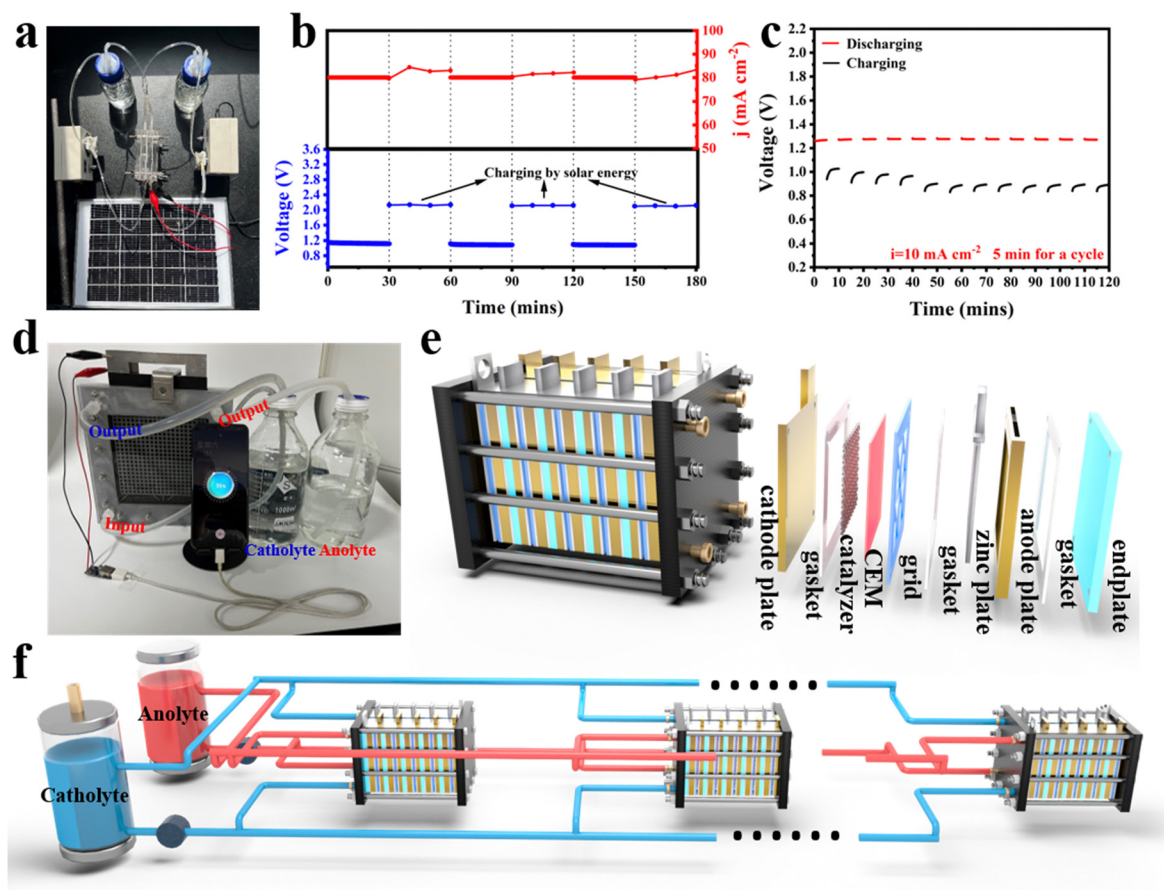 a
b
100
90
80
70
60
50
j (mA cm-2)
3.6
3.2
2.8
2.4
2.0
1.6
1.2
0.8
Voltage (V)
Charging by solar energy
0 30 60 90 120 150 180
Time (mins)
c
2.2
2.0
1.8
1.6
1.4
1.2
1.0
0.8
0.6
0.4
0.2
Voltage (V)
Discharging
Charging
i=10 mA cm-2 5 min for a cycle
0 10 20 30 40 50 60 70 80 90 100 110 120
Time (mins)
d
Output
Output
Input
1000ml
Catholyte Anolyte
e
cathode plate
gasket
catalyzer
CEM
grid
gasket
zinc plate
anode plate
gasket
endplate
f
Anolyte
Catholyte